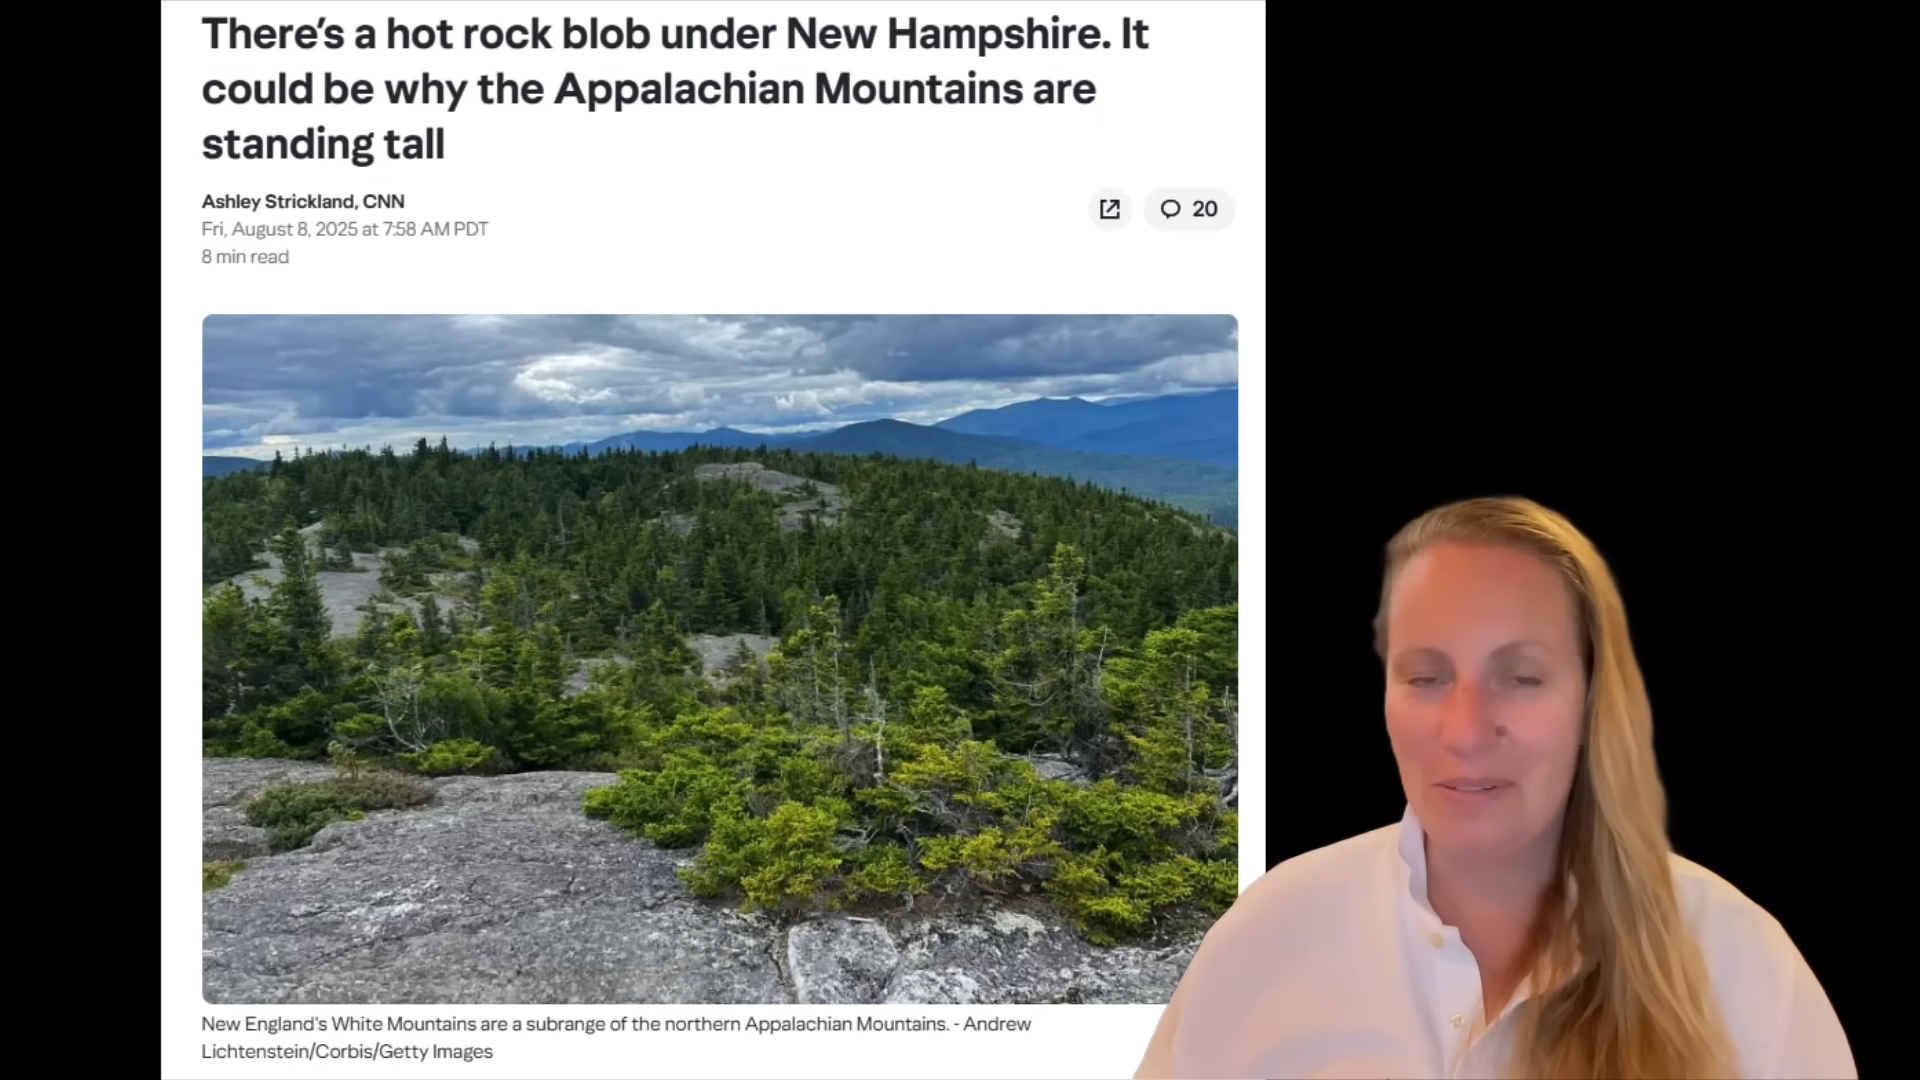 There's a hot rock blob under New Hampshire. It
could be why the Appalachian Mountains are
standing tall
Ashley Strickland, CNN
Fri, August 8, 2025 at 7:58 AM PDT
8 min read
20
New England's White Mountains are a subrange of the northern Appalachian Mountains. - Andrew
Lichtenstein/Corbis/Getty Images